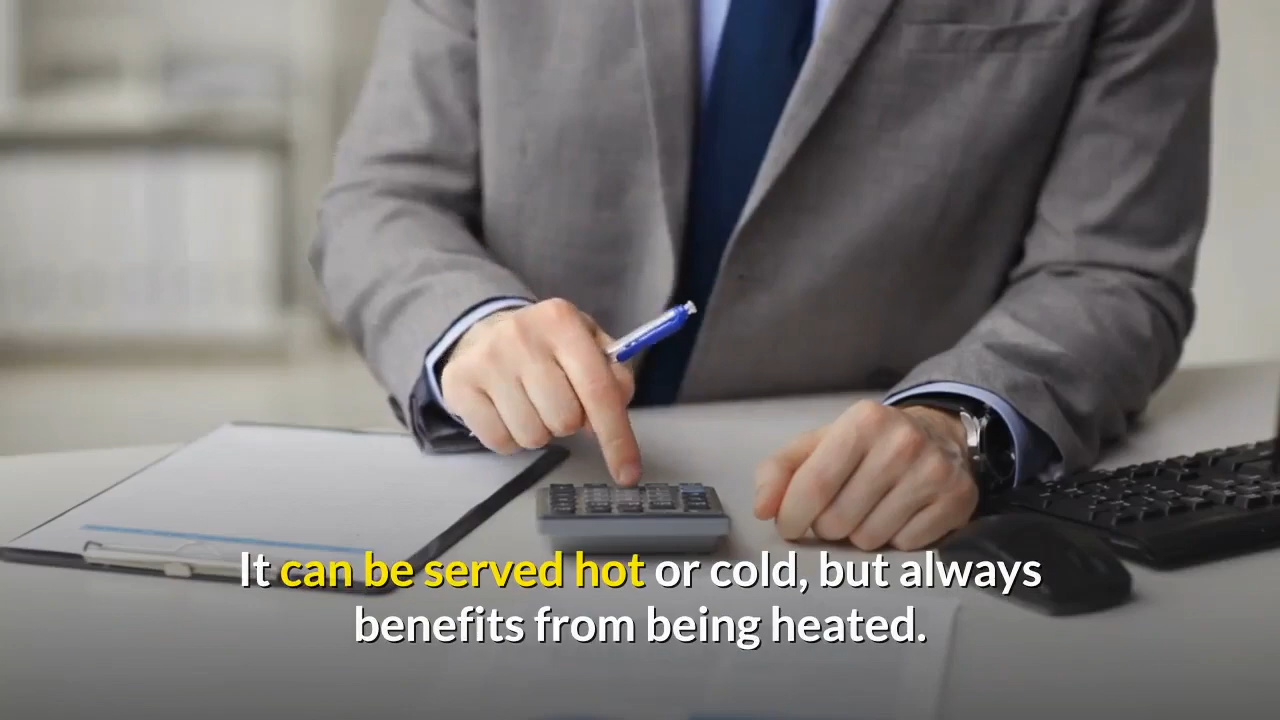 It can be served hot or cold, but always
benefits from being heated.